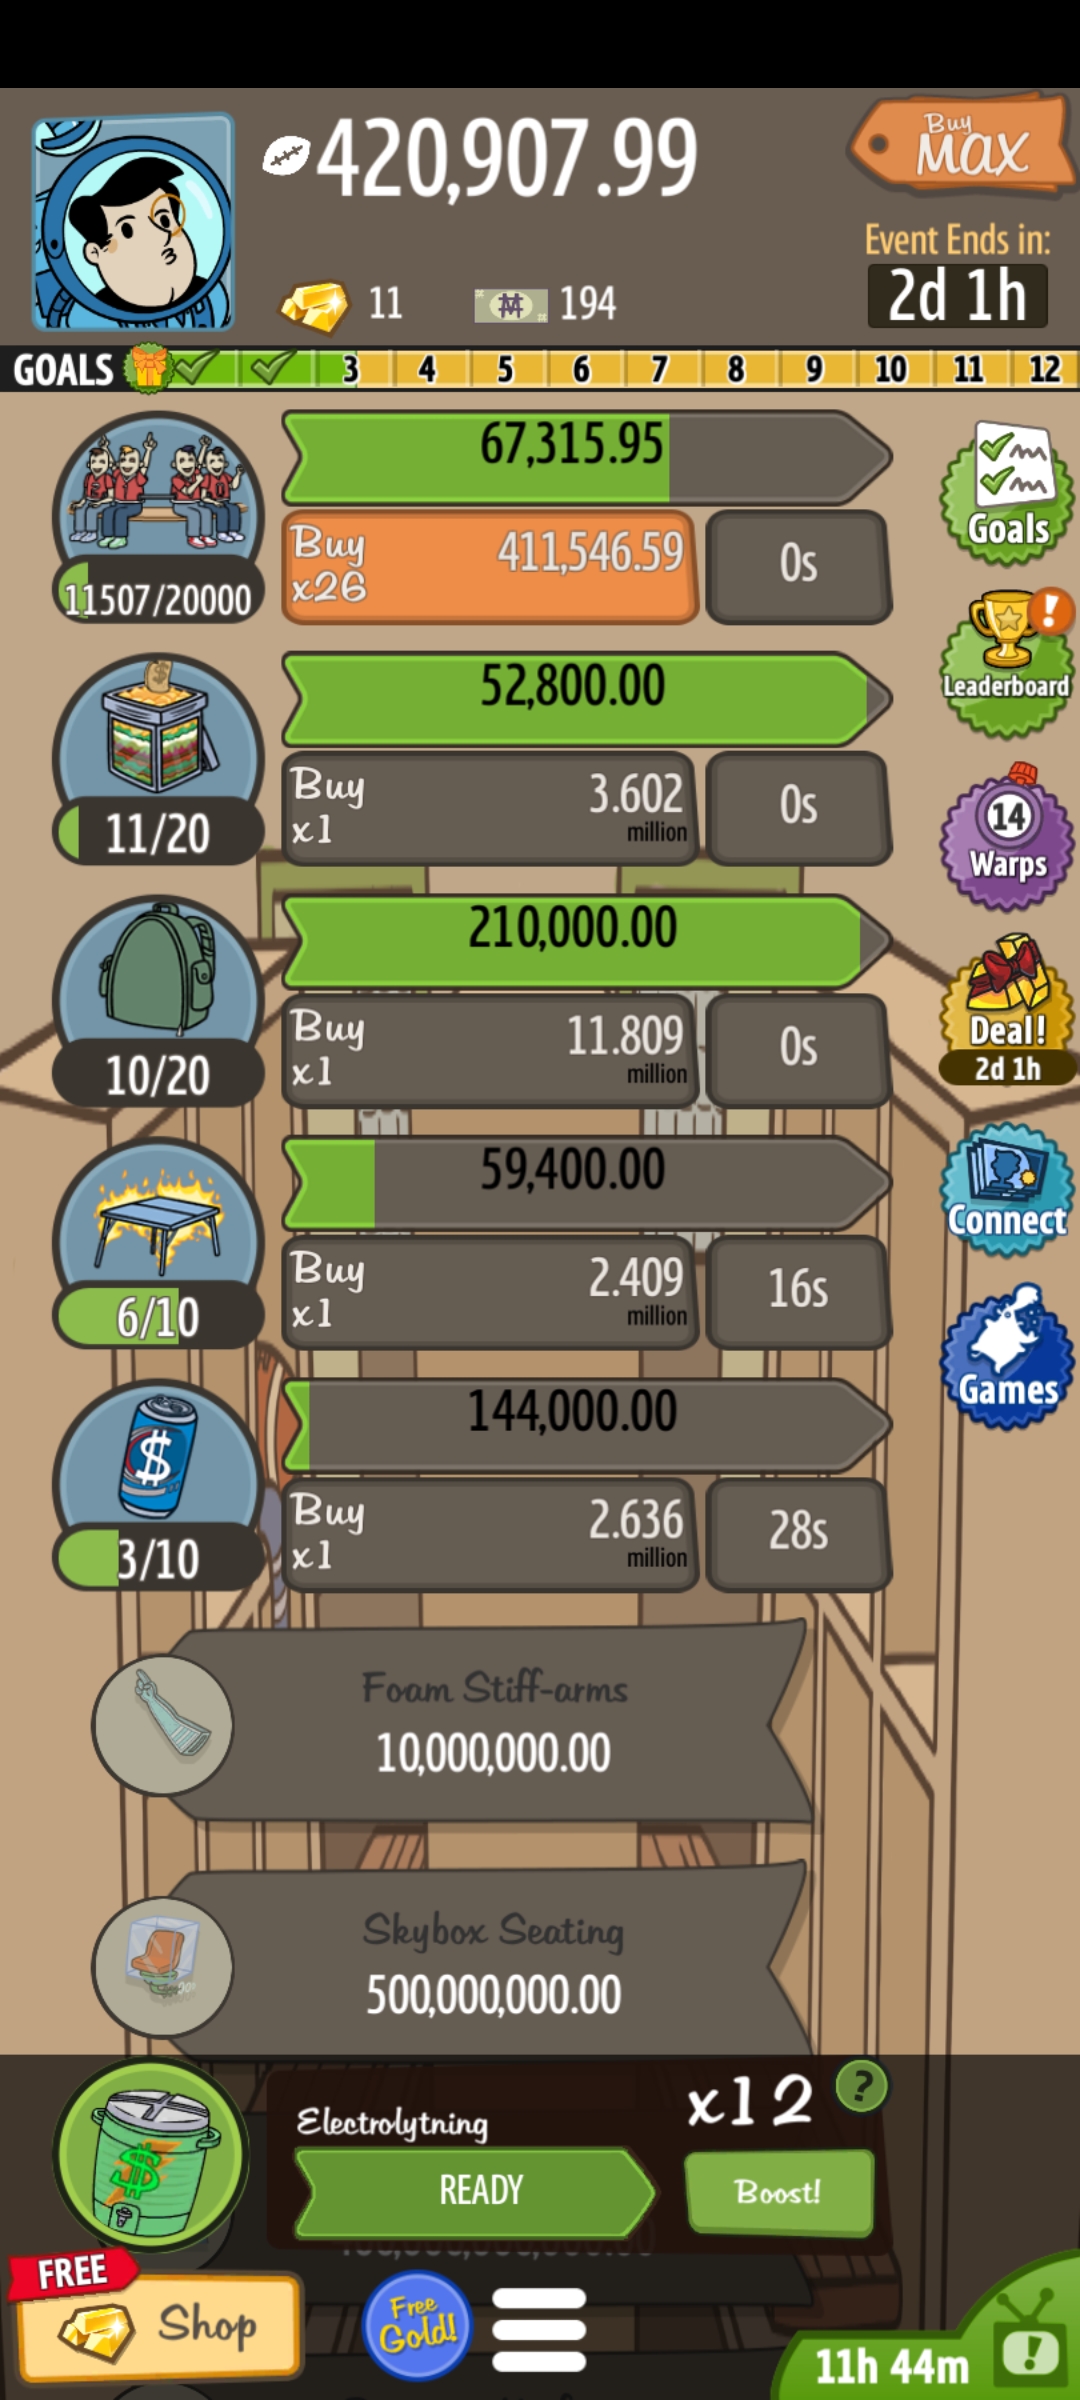 420,907.99
Buy
MAX
Event Ends in:
2d 1h
11
194
GOALS 3 4 5 6 7 8 9 10 11 12
67,315.95
Buy
x26
411,546.59
0s
11507/20000
Goals
Leaderboard
52,800.00
Buy
x1
3.602
million
0s
11/20
14
Warps
210,000.00
Buy
x1
11.809
million
0s
10/20
Deal!
2d 1h
59,400.00
Buy
x1
2.409
million
16s
6/10
Connect
144,000.00
Buy
x1
2.636
million
28s
3/10
Games
Foam Stiff-arms
10,000,000.00
Skybox Seating
500,000,000.00
Electrolytning
x12
?
READY
Boost!
FREE
Shop
Free
Gold!
11h 44m